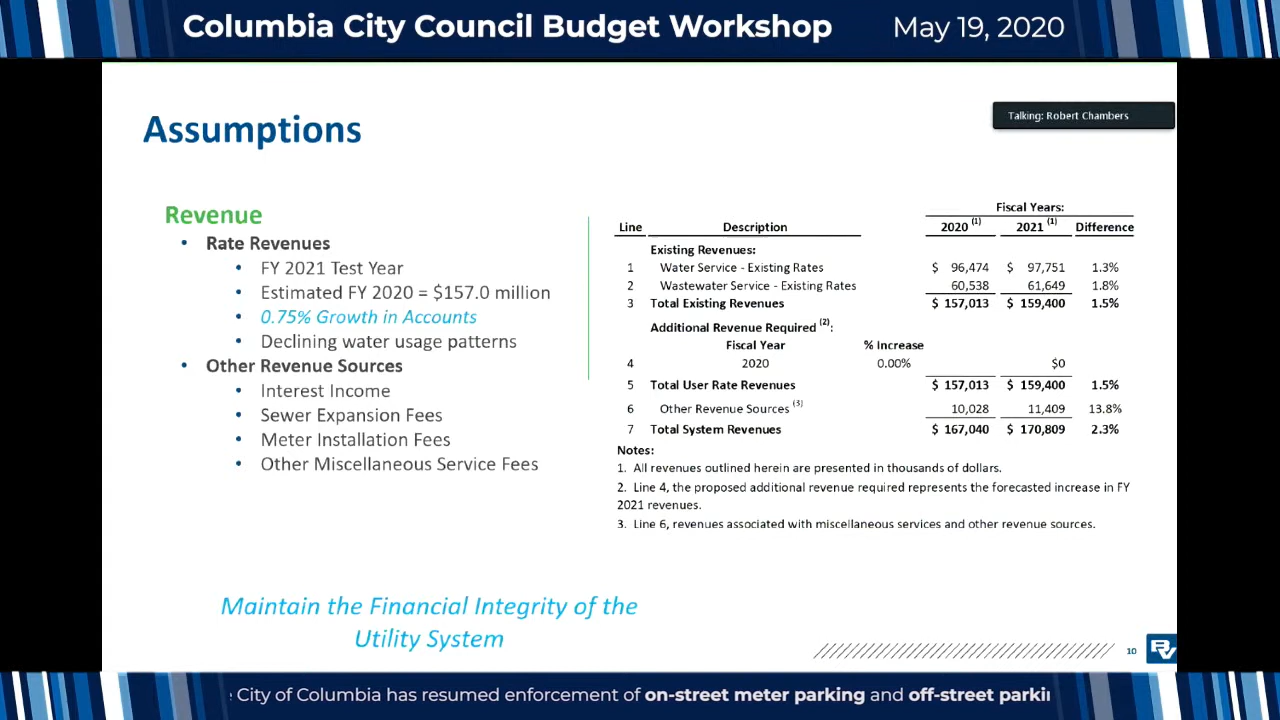 Columbia City Council Budget Workshop May 19, 2020
Assumptions
Talking: Robert Chambers
Revenue
• Rate Revenues
• FY 2021 Test Year
• Estimated FY 2020 = $157.0 million
• 0.75% Growth in Accounts
• Declining water usage patterns
• Other Revenue Sources
• Interest Income
• Sewer Expansion Fees
• Meter Installation Fees
• Other Miscellaneous Service Fees
Fiscal Years:
Line Description 2020 (1) 2021 (1) Difference
Existing Revenues:
1 Water Service - Existing Rates $ 96,474 $ 97,751 1.3%
2 Wastewater Service - Existing Rates 60,538 61,649 1.8%
3 Total Existing Revenues $ 157,013 $ 159,400 1.5%
Additional Revenue Required (2):
Fiscal Year % Increase
4 2020 0.00% $0
5 Total User Rate Revenues $ 157,013 $ 159,400 1.5%
6 Other Revenue Sources (3) 10,028 11,409 13.8%
7 Total System Revenues $ 167,040 $ 170,809 2.3%
Notes:
1. All revenues outlined herein are presented in thousands of dollars.
2. Line 4, the proposed additional revenue required represents the forecasted increase in FY
2021 revenues.
3. Line 6, revenues associated with miscellaneous services and other revenue sources.
Maintain the Financial Integrity of the
Utility System
10
BV
City of Columbia has resumed enforcement of on-street meter parking and off-street